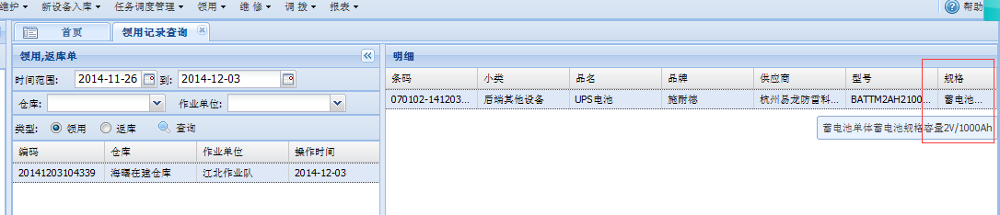 维护 新设备入库 任务调度管理 领用 维 修 调 拨 报表 帮助
首页 领用记录查询
领用,返库单
时间范围: 2014-11-26 到: 2014-12-03
仓库: 作业单位:
类型: 领用 返库 查询
编码 仓库 作业单位 操作时间
20141203104339 海曙在建仓库 江北作业队 2014-12-03
明细
条码 小类 品名 品牌 供应商 型号 规格
070102-141203... 后端其他设备 UPS电池 施耐德 杭州易龙防雷科... BATTM2AH2100... 蓄电池...
蓄电池单体蓄电池规格容量2V/1000Ah